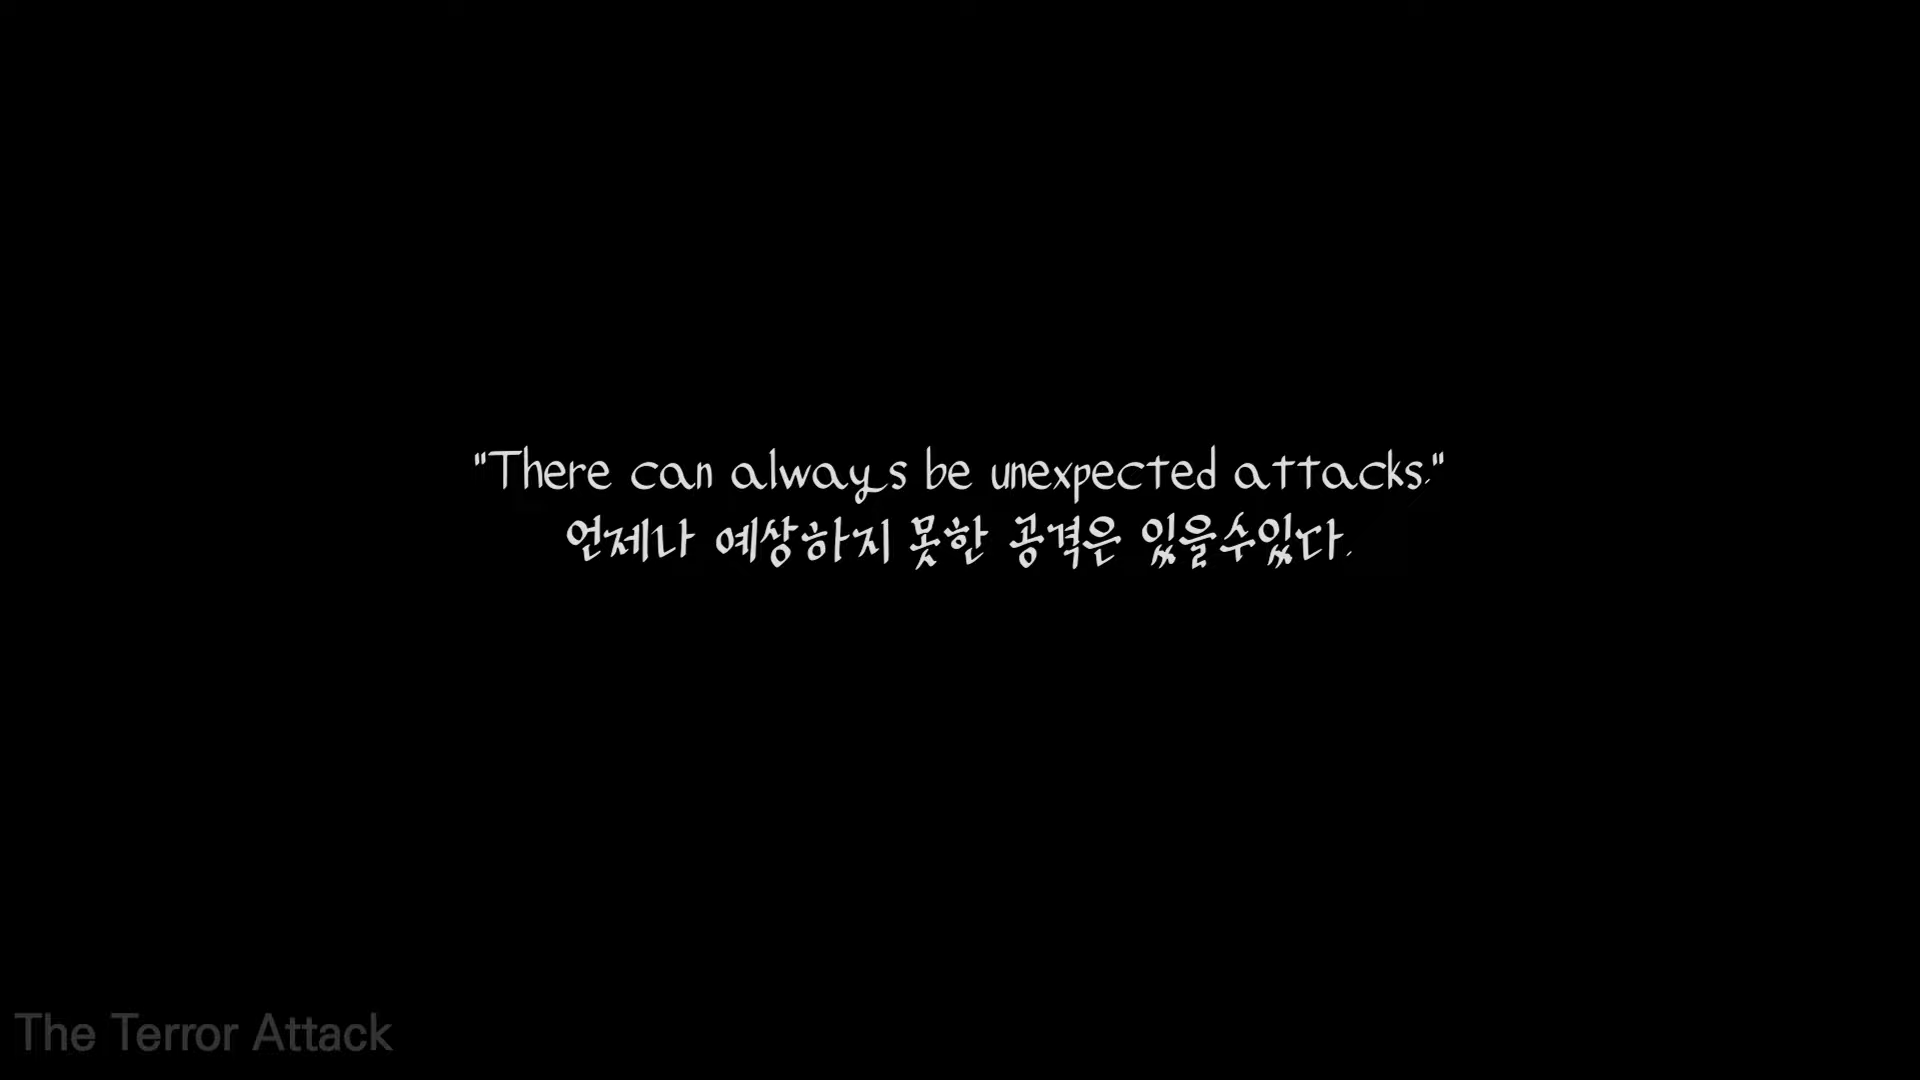 "There can always be unexpected attacks."
언제나 예상하지 못한 공격은 있을수있다.
The Terror Attack